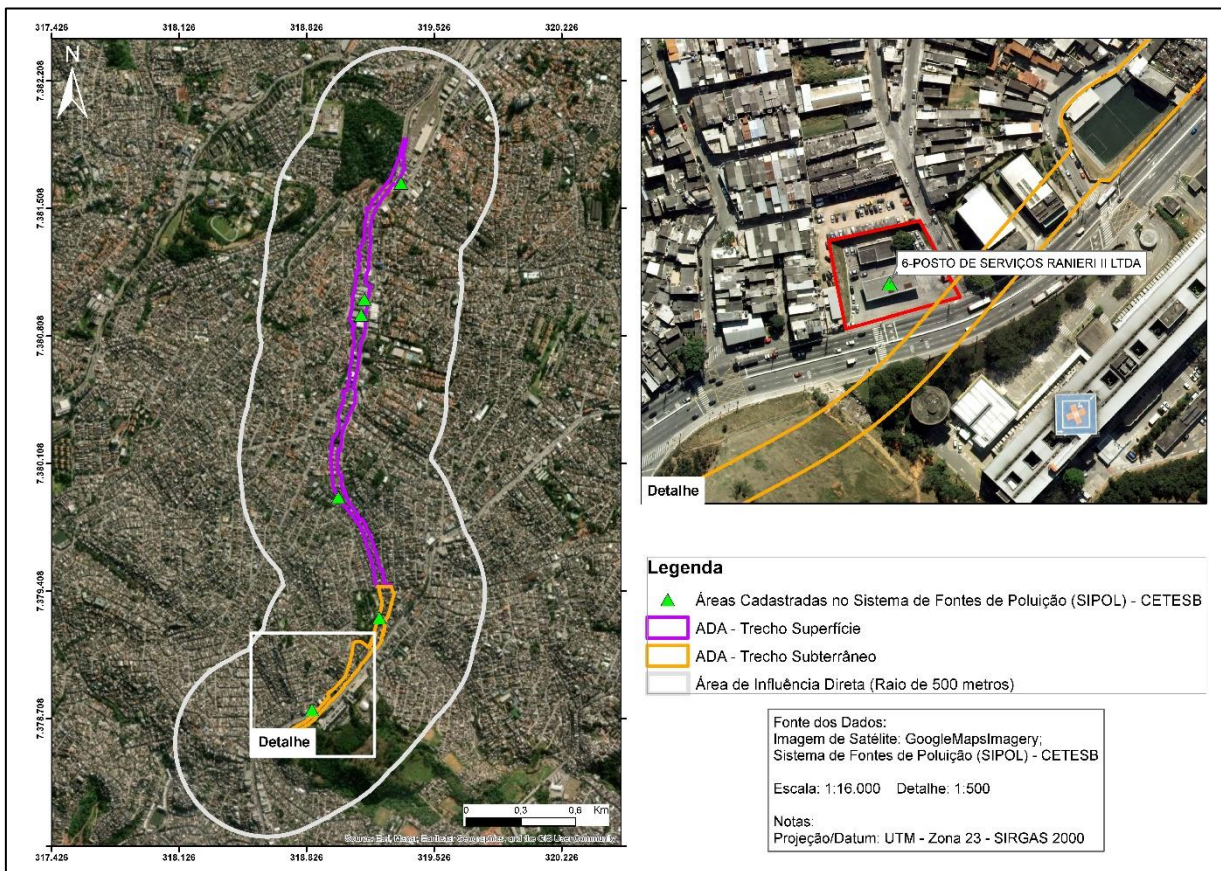 317.426 318.126 318.826 319.526 320.226
N
7.382.208
7.381.508
7.380.808
7.380.108
7.379.408
7.378.708
Detalhe
0 0,3 0,6
Km
317.426 318.126 318.826 319.526 320.226
6-POSTO DE SERVIÇOS RANIERI II LTDA
Detalhe
Legenda
Áreas Cadastradas no Sistema de Fontes de Poluição (SIPOL) - CETESB
ADA - Trecho Superfície
ADA - Trecho Subterrâneo
Área de Influência Direta (Raio de 500 metros)
Fonte dos Dados:
Imagem de Satélite: GoogleMapsImagery;
Sistema de Fontes de Poluição (SIPOL) - CETESB
Escala: 1:16.000 Detalhe: 1:500
Notas:
Projeção/Datum: UTM - Zona 23 - SIRGAS 2000